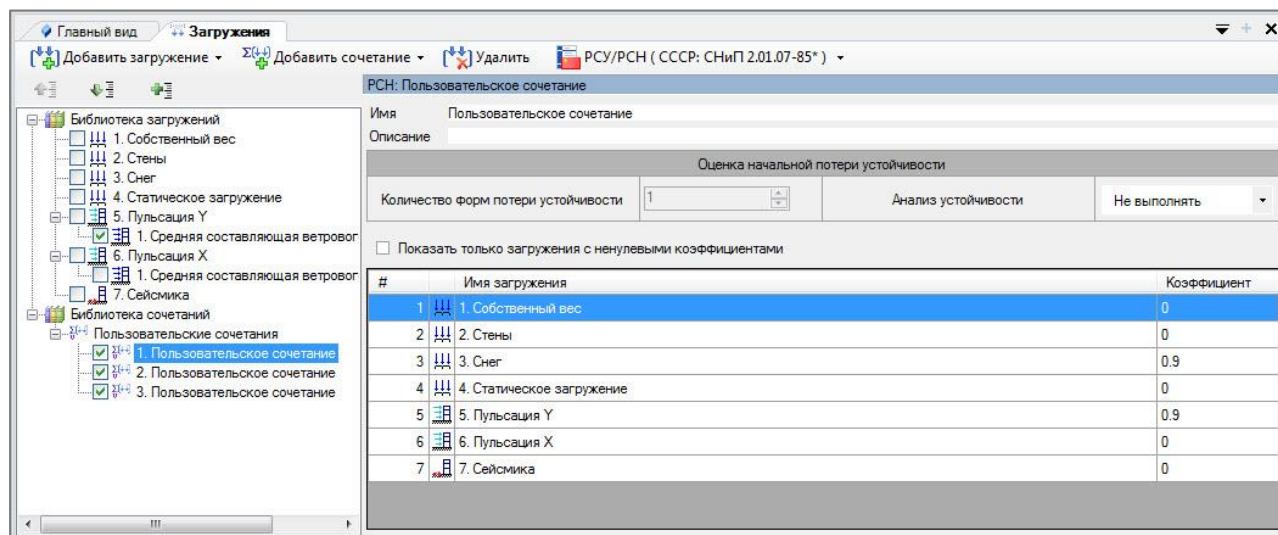 Главный вид
Загружения
Добавить загружение
Добавить сочетание
Удалить
РСУ/РСН ( СССР: СНиП 2.01.07-85* )
Библиотека загружений
1. Собственный вес
2. Стены
3. Снег
4. Статическое загружение
5. Пульсация Y
1. Средняя составляющая ветровог
6. Пульсация X
1. Средняя составляющая ветровог
7. Сейсмика
Библиотека сочетаний
Пользовательские сочетания
1. Пользовательское сочетание
2. Пользовательское сочетание
3. Пользовательское сочетание
РСН: Пользовательское сочетание
Имя Пользовательское сочетание
Описание
Оценка начальной потери устойчивости
Количество форм потери устойчивости 1 Анализ устойчивости Не выполнять
Показать только загружения с ненулевыми коэффициентами
# Имя загружения Коэффициент
1 1. Собственный вес 0
2 2. Стены 0
3 3. Снег 0.9
4 4. Статическое загружение 0
5 5. Пульсация Y 0.9
6 6. Пульсация X 0
7 7. Сейсмика 0